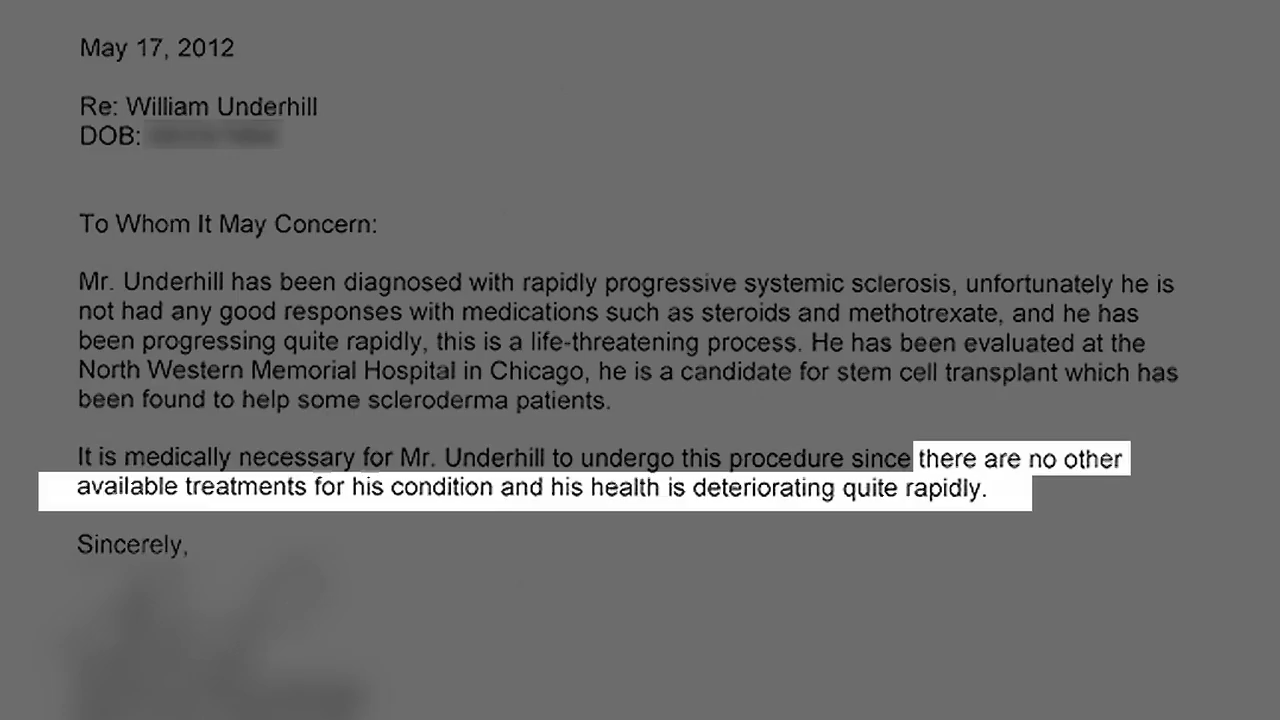 May 17, 2012
Re: William Underhill
DOB:
To Whom It May Concern:
Mr. Underhill has been diagnosed with rapidly progressive systemic sclerosis, unfortunately he is
not had any good responses with medications such as steroids and methotrexate, and he has
been progressing quite rapidly, this is a life-threatening process. He has been evaluated at the
North Western Memorial Hospital in Chicago, he is a candidate for stem cell transplant which has
been found to help some scleroderma patients.
It is medically necessary for Mr. Underhill to undergo this procedure since there are no other
available treatments for his condition and his health is deteriorating quite rapidly.
Sincerely,